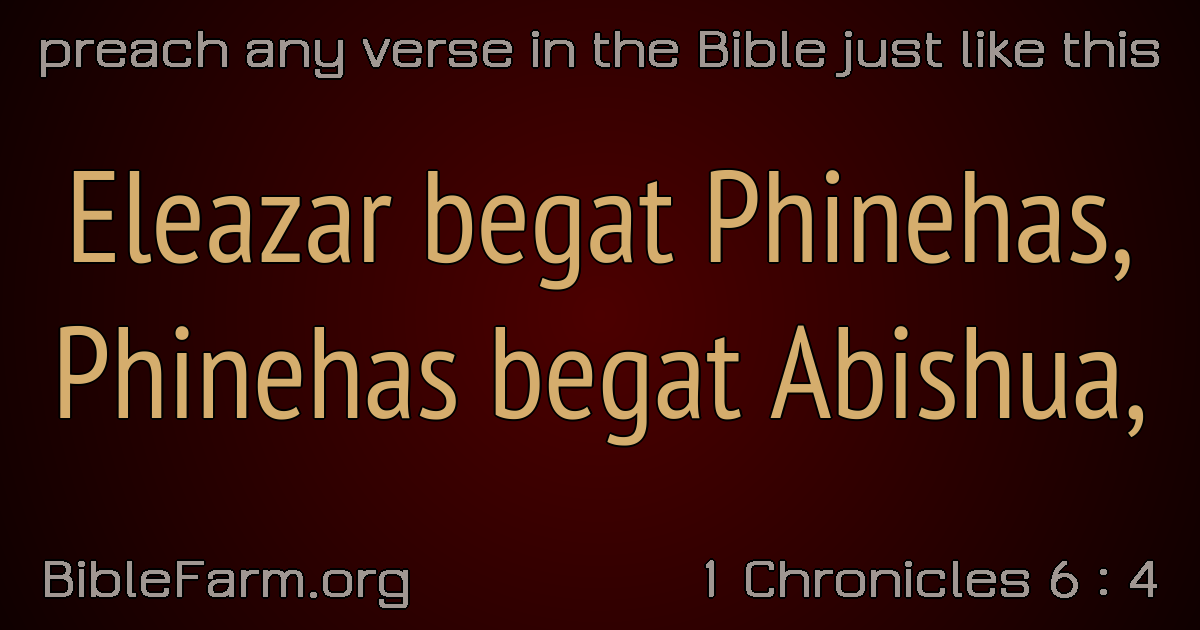 preach any verse in the Bible just like this
Eleazar begat Phinehas,
Phinehas begat Abishua,
BibleFarm.org
1 Chronicles 6 : 4